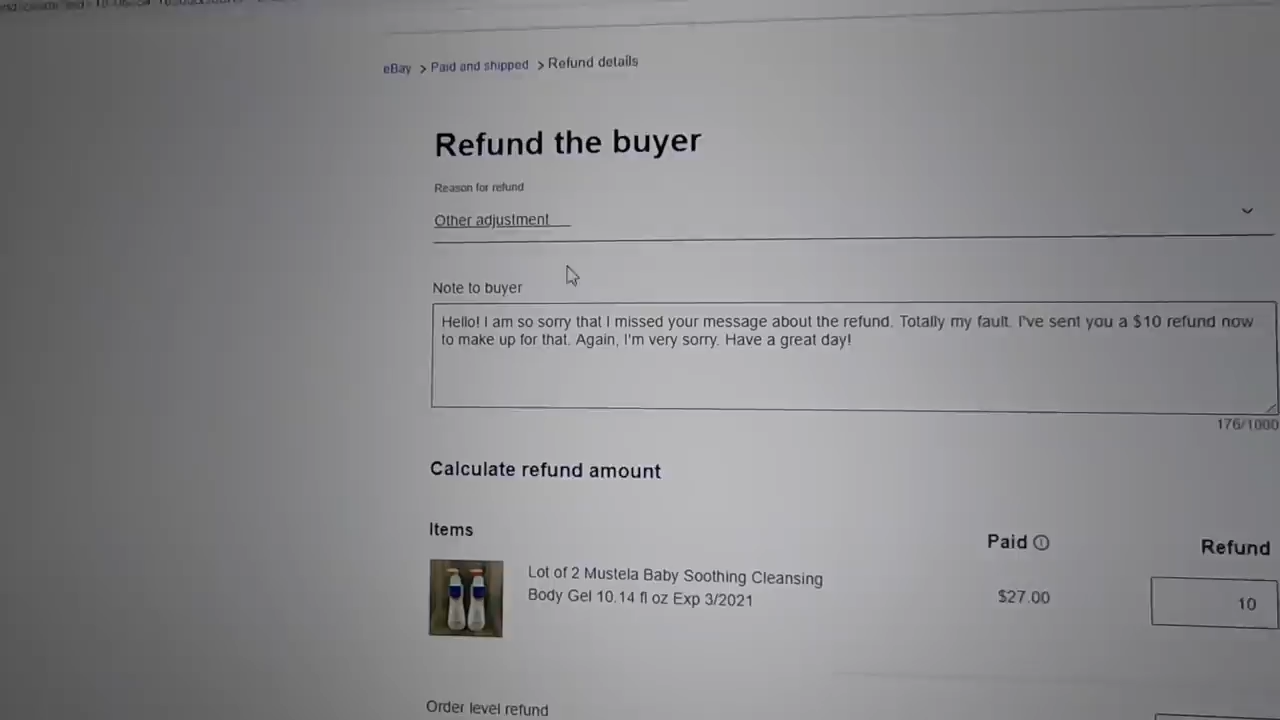 eBay > Paid and shipped > Refund details
Refund the buyer
Reason for refund
Other adjustment
Note to buyer
Hello! I am so sorry that I missed your message about the refund. Totally my fault. I've sent you a $10 refund now
to make up for that. Again, I'm very sorry. Have a great day!
176/1000
Calculate refund amount
Items
Paid
Refund
Lot of 2 Mustela Baby Soothing Cleansing
Body Gel 10.14 fl oz Exp 3/2021
$27.00
10
Order level refund